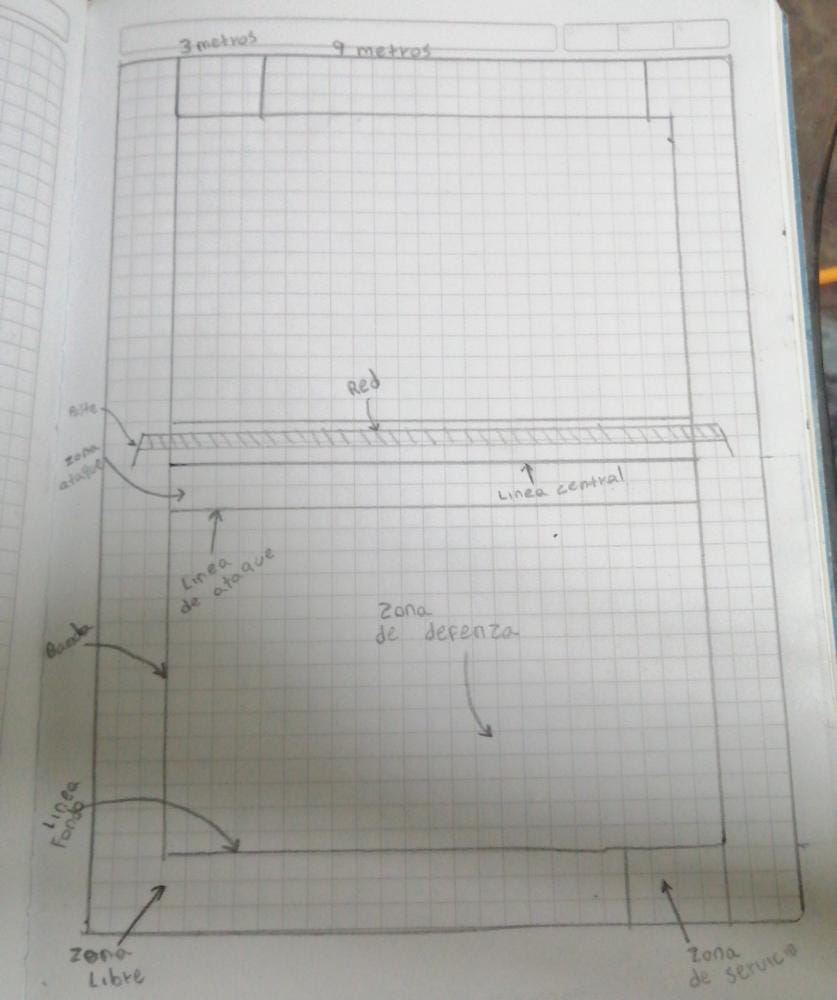 3 metros
9 metros
Red
Poste
zona
ataque
Linea central
Linea
de ataque
Zona
de defenza
Banda
Linea
Fondo
Zona
Libre
Zona
de servicio